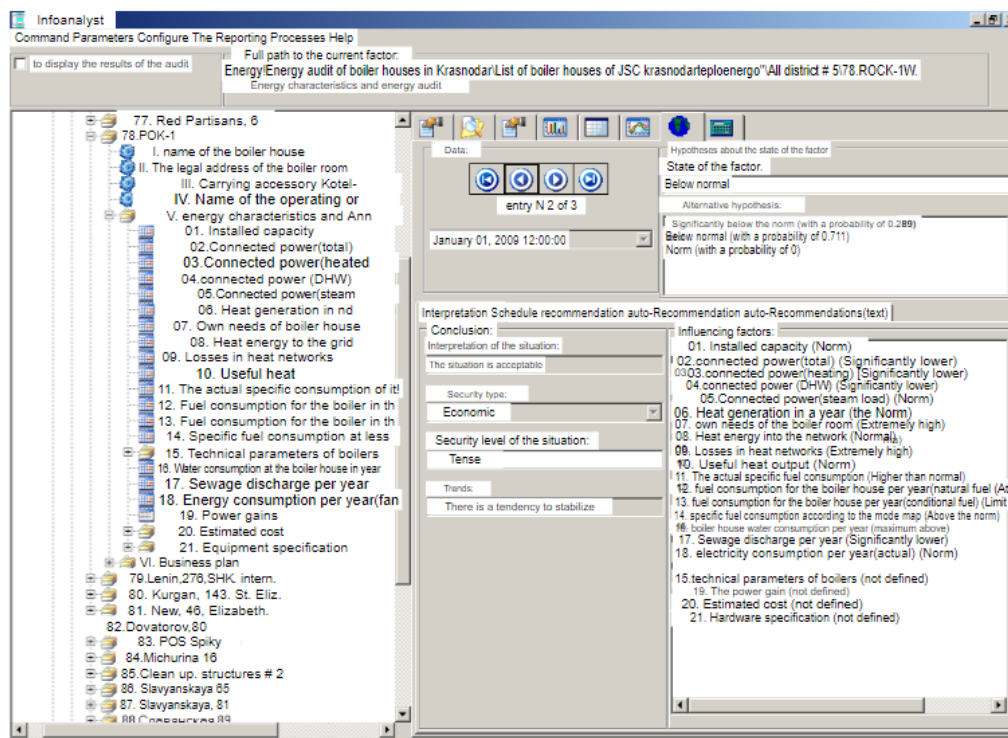 Infoanalyst
Command Parameters Configure The Reporting Processes Help
to display the results of the audit
Full path to the current factor:
Energy!Energy audit of boiler houses in Krasnodar\List of boiler houses of JSC krasnodarteploenergo"\All district # 5\78.ROCK-1W.
Energy characteristics and energy audit
77. Red Partisans, 6
78.POK-1
I. name of the boiler house
II. The legal address of the boiler room
III. Carrying accessory Kotel-
IV. Name of the operating or
V. energy characteristics and Ann
01. Installed capacity
02.Connected power(total)
03.Connected power(heated
04.connected power (DHW)
05.Connected power(steam
06. Heat generation in nd
07. Own needs of boiler house
08. Heat energy to the grid
09. Losses in heat networks
10. Useful heat
11. The actual specific consumption of it!
12. Fuel consumption for the boiler in th
13. Fuel consumption for the boiler in th
14. Specific fuel consumption at less
15. Technical parameters of boilers
16. Water consumption at the boiler house in year
17. Sewage discharge per year
18. Energy consumption per year(fan
19. Power gains
20. Estimated cost
21. Equipment specification
VI. Business plan
79.Lenin,276,SHK. intern.
80. Kurgan, 143. St. Eliz.
81. New, 46, Elizabeth.
82.Dovatorov,80
83. POS Spiky
84.Michurina 16
85.Clean up. structures # 2
86. Slavyanskaya 65
87. Slavyanskaya, 81
88.Славянская 89
Data:
entry N 2 of 3
January 01, 2009 12:00:00
Hypotheses about the state of the factor
State of the factor.
Below normal
Alternative hypothesis:
Significantly below the norm (with a probability of 0.289)
Below normal (with a probability of 0.711)
Norm (with a probability of 0)
Interpretation Schedule recommendation auto-Recommendation auto-Recommendations(text)
Conclusion:
Interpretation of the situation:
The situation is acceptable
Security type:
Economic
Security level of the situation:
Tense
Trends:
There is a tendency to stabilize
Influencing factors:
01. Installed capacity (Norm)
02.connected power(total) (Significantly lower)
03.connected power(heating) [Significantly lower)
04.connected power (DHW) (Significantly lower)
05.Connected power(steam load) (Norm)
06. Heat generation in a year (the Norm)
07. own needs of the boiler room (Extremely high)
08. Heat energy into the network (Normal)
09. Losses in heat networks (Extremely high)
10. Useful heat output (Norm)
11. The actual specific fuel consumption (Higher than normal)
12. fuel consumption for the boiler house per year(natural fuel) (At
13. fuel consumption for the boiler house per year(conditional fuel) (Limit
14. specific fuel consumption according to the mode map (Above the norm)
16. boiler house water consumption per year (maximum above)
17. Sewage discharge per year (Significantly lower)
18. electricity consumption per year(actual) (Norm)
15.technical parameters of boilers (not defined)
19. The power gain (not defined)
20. Estimated cost (not defined)
21. Hardware specification (not defined)